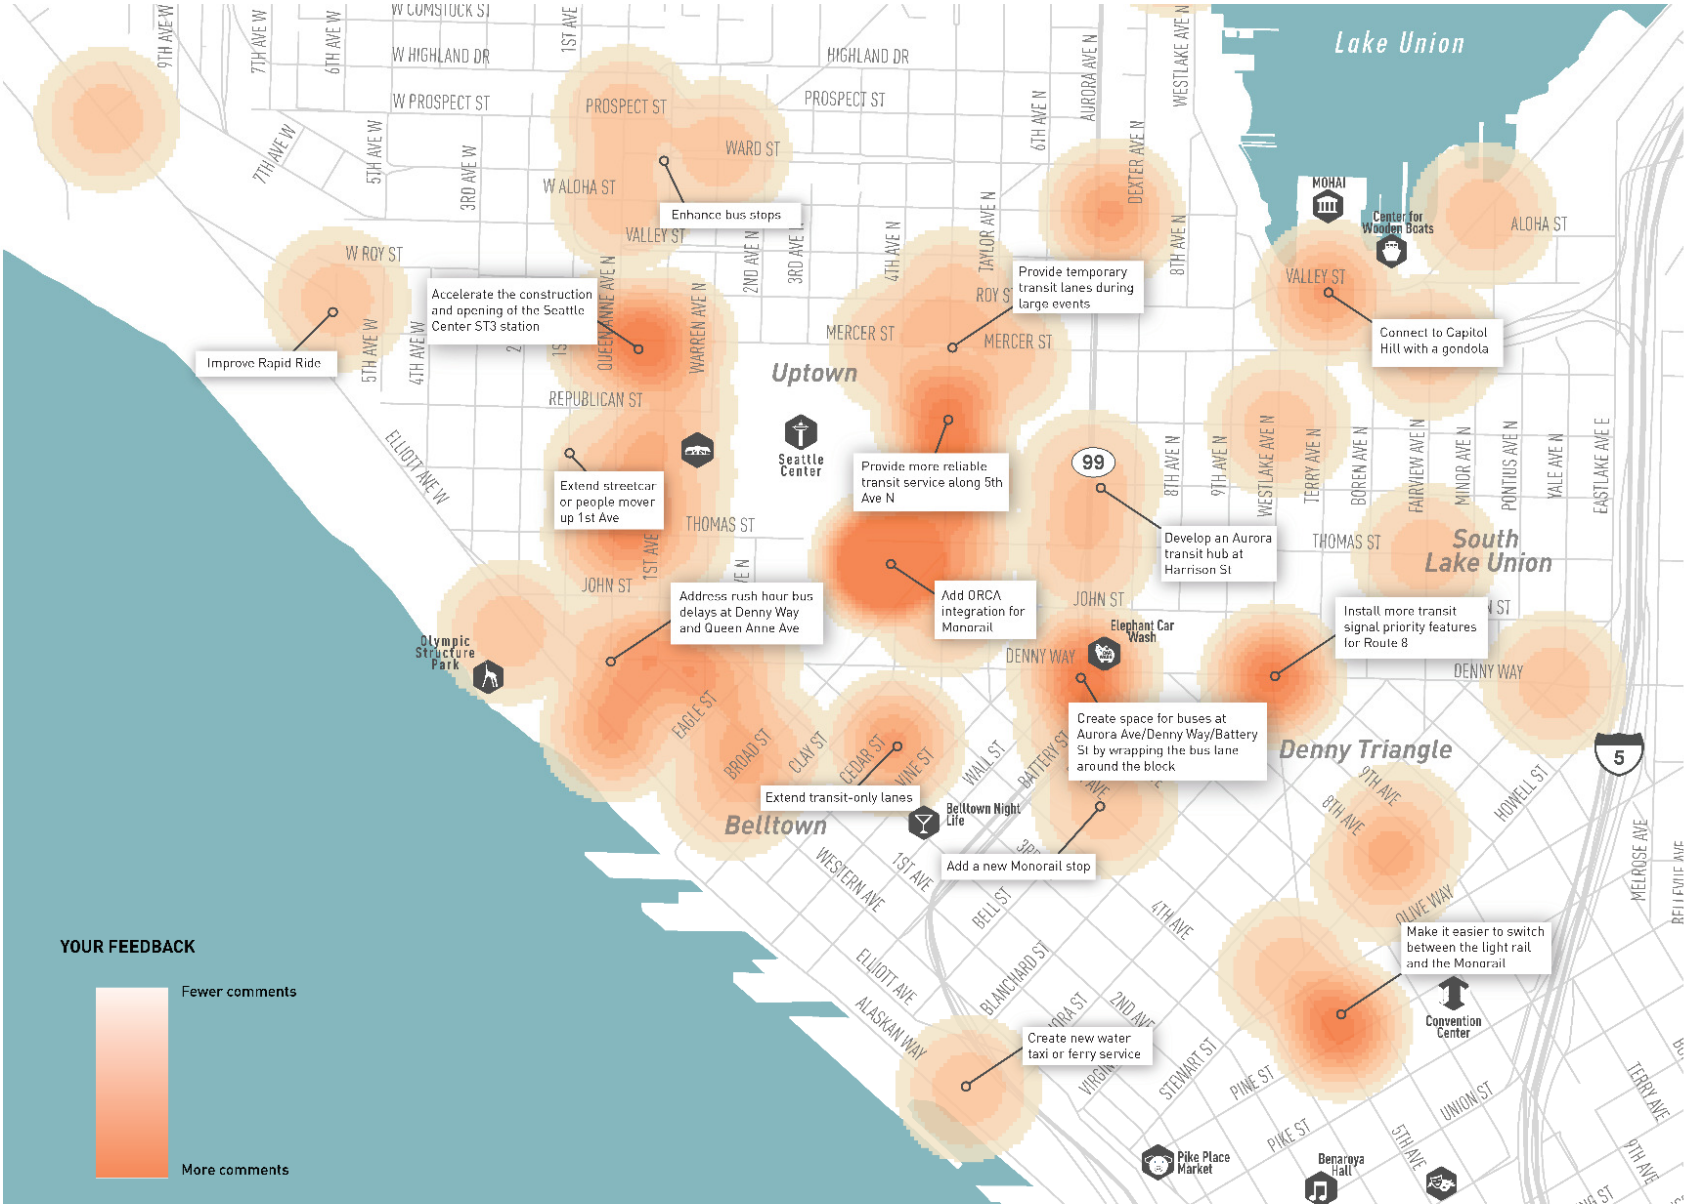 W COMSTOCK ST
9TH AVE W
7TH AVE W
6TH AVE W
1ST AVE
W HIGHLAND DR
HIGHLAND DR
Lake Union
AURORA AVE N
WESTLAKE AVE N
W PROSPECT ST
PROSPECT ST
PROSPECT ST
6TH AVE N
7TH AVE W
5TH AVE W
3RD AVE W
WARD ST
DEXTER AVE N
W ALOHA ST
MOHAI
Enhance bus stops
Center for
Wooden Boats
ALOHA ST
VALLEY ST
W ROY ST
2ND AVE N
3RD AVE
4TH AVE N
TAYLOR AVE N
8TH AVE N
VALLEY ST
Provide temporary
transit lanes during
large events
ROY S
Accelerate the construction
and opening of the Seattle
Center ST3 station
QUEEN ANNE AVE N
WARREN AVE N
MERCER ST
MERCER ST
Connect to Capitol
Hill with a gondola
Improve Rapid Ride
5TH AVE W
4TH AVE W
Uptown
REPUBLICAN ST
ELLIOTT AVE W
Seattle
Center
99
8TH AVE N
9TH AVE N
WESTLAKE AVE N
TERRY AVE N
BOREN AVE N
FAIRVIEW AVE N
MINOR AVE N
PONTIUS AVE N
YALE AVE N
EASTLAKE AVE E
Provide more reliable
transit service along 5th
Ave N
Extend streetcar
or people mover
up 1st Ave
THOMAS ST
1ST AVE
VE N
Develop an Aurora
transit hub at
Harrison St
THOMAS ST
South
Lake Union
JOHN ST
Address rush hour bus
delays at Denny Way
and Queen Anne Ave
Add ORCA
integration for
Monorail
JOHN ST
Install more transit
signal priority features
for Route 8
N ST
Elephant Car
Wash
Olympic
Structure
Park
DENNY WAY
DENNY WAY
EAGLE ST
BROAD ST
CLAY ST
CEDAR ST
VINE ST
WALL ST
BATTERY ST
Create space for buses at
Aurora Ave/Denny Way/Battery
St by wrapping the bus lane
around the block
Denny Triangle
5
Extend transit-only lanes
AVE
9TH AVE
8TH AVE
HOWELL ST
Belltown
Belltown Night
Life
Add a new Monorail stop
3RD
WESTERN AVE
1ST AVE
BELL ST
4TH AVE
OLIVE WAY
MELROSE AVE
BELLEVUE AVE
Make it easier to switch
between the light rail
and the Monorail
YOUR FEEDBACK
Fewer comments
More comments
ELLIOTT AVE
BLANCHARD ST
ALASKAN WAY
2ND AVE
Convention
Center
Create new water
taxi or ferry service
VIRGIN
STEWART ST
PINE ST
UNION ST
TERRY AVE
PIKE ST
5TH AVE
9TH AVE
Pike Place
Market
Benaroya
Hall